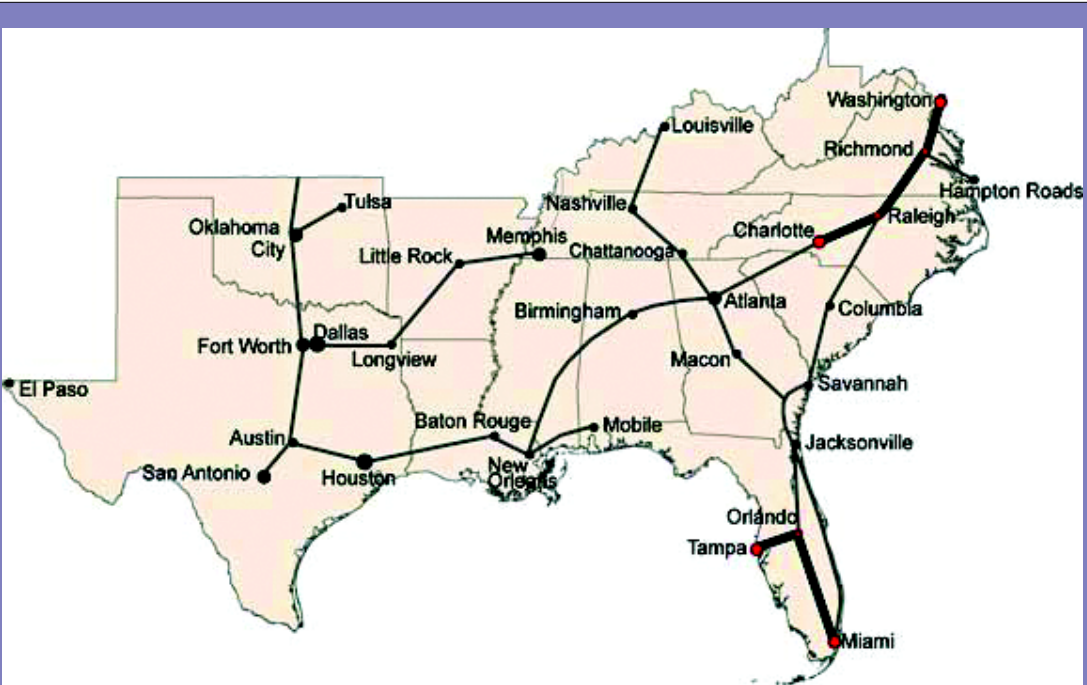 Washington
Louisville
Richmond
Hampton Roads
Tulsa
Nashville
Raleigh
Oklahoma
City
Memphis
Charlotte
Little Rock
Chattanooga
Atlanta
Columbia
Birmingham
Dallas
Fort Worth
Longview
Macon
El Paso
Savannah
Baton Rouge
Mobile
Austin
Jacksonville
New
Orleans
San Antonio
Houston
Orlando
Tampa
Miami